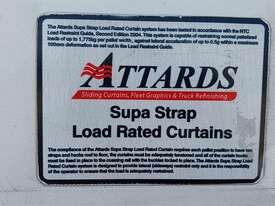 The Attards Supa Strap Load Rated Curtain system has been tested in accordance with the NTC
Load Restraint Guide, Second Edition 2004. This system is capable of restraining normal palletized
loads of up to 1,775kg per pallet width, against lateral deceleration of up to 0.5g within a maximum
100mm deformation as set out in the Load Restraint Guide.
ATTARDS
Sliding Curtains, Fleet Graphics & Truck Refinishing
Supa Strap
Load Rated Curtains
The compliance of the Attards Supa Strap Load Rated Curtain requires each pallet position to have two
straps and hooks roof to floor, the curtains must be adequately tensioned and all of the curtain hooks
must be fixed in place to the coaming rail with the buckles locked in place. The Attards Supa Strap Load
Rated Curtain system is designed to provide lateral (sideways) restraint only and it is the responsibility
of the operator to ensure that the load is adequately restrained.